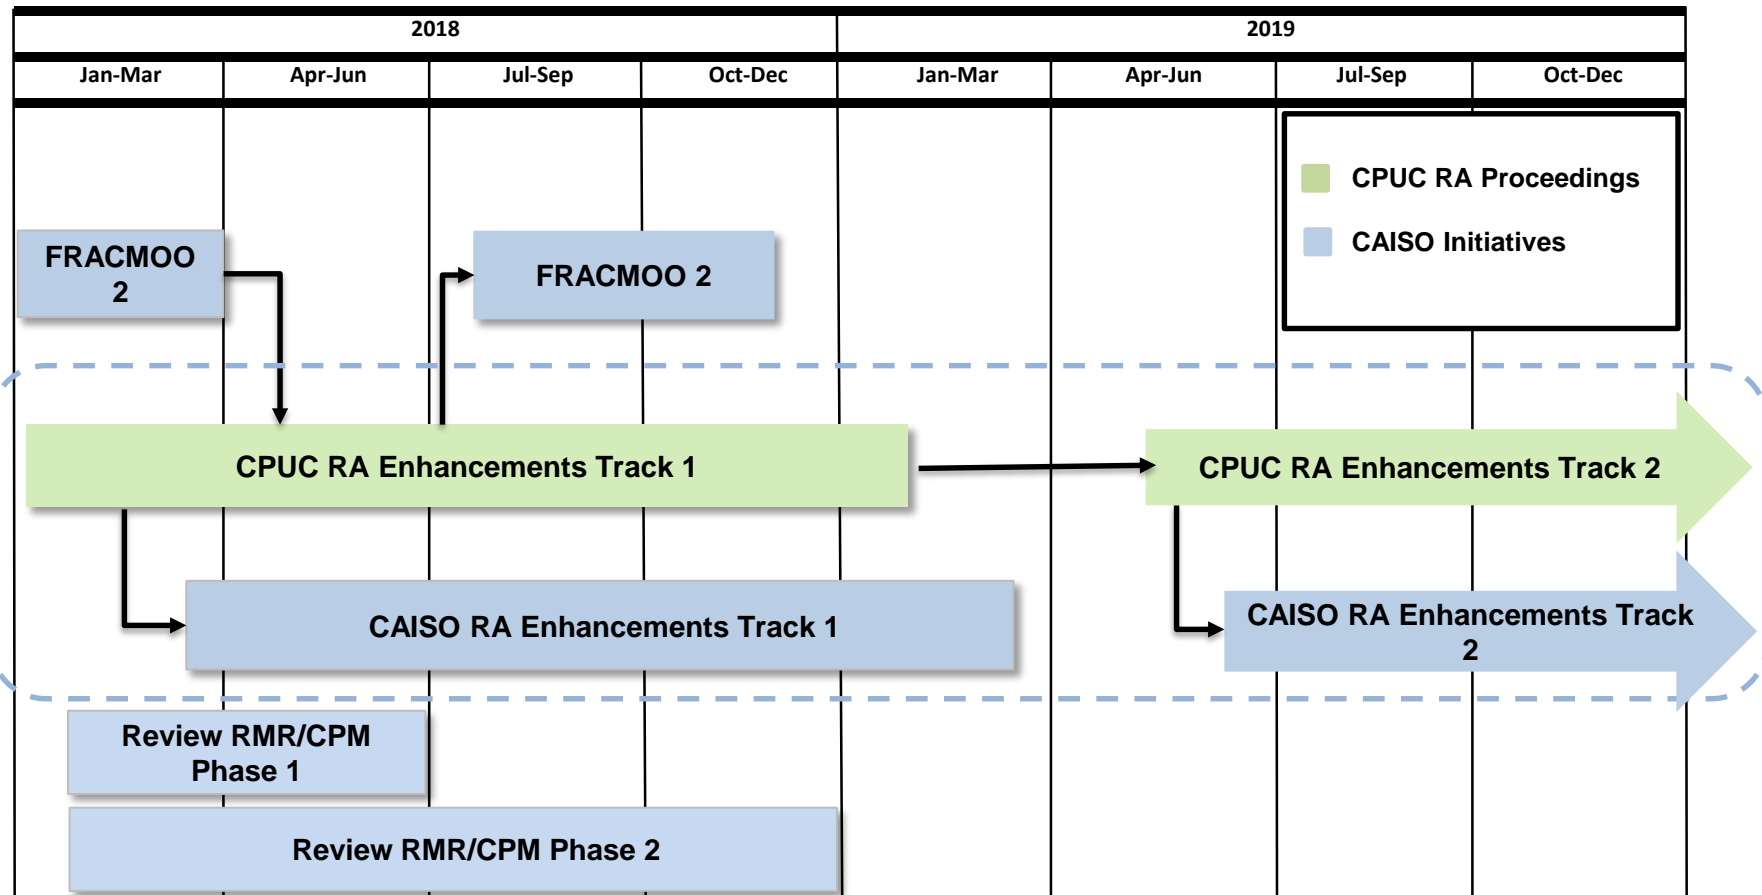 2018
2019
Jan-Mar
Apr-Jun
Jul-Sep
Oct-Dec
Jan-Mar
Apr-Jun
Jul-Sep
Oct-Dec
CPUC RA Proceedings
CAISO Initiatives
FRACMOO
2
FRACMOO 2
CPUC RA Enhancements Track 1
CPUC RA Enhancements Track 2
CAISO RA Enhancements Track 1
CAISO RA Enhancements Track
2
Review RMR/CPM
Phase 1
Review RMR/CPM Phase 2